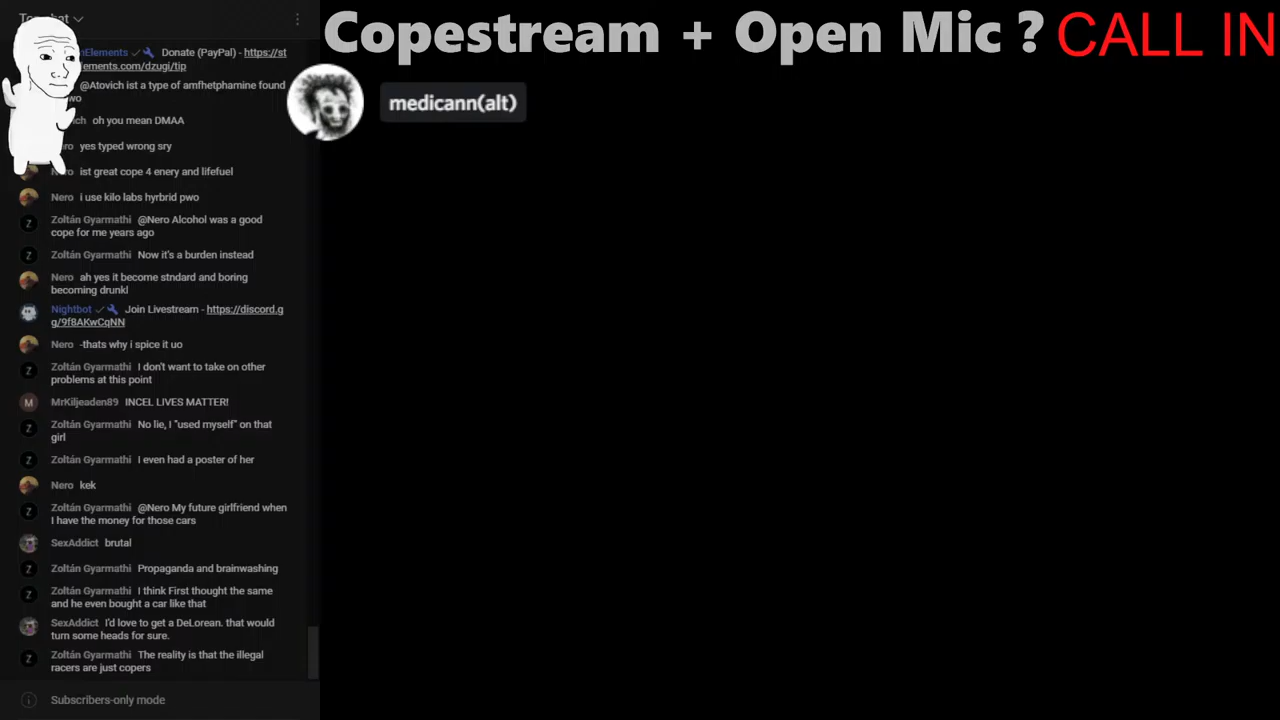 Copestream + Open Mic ? CALL IN
medicann(alt)
Elements Donate (PayPal) - https://st
ements.com/dzugi/tip
@Atovich ist a type of amfhetphamine found
wo
ich oh you mean DMAA
ero yes typed wrong sry
ero ist great cope 4 enery and lifefuel
Nero i use kilo labs hyrbrid pwo
Zoltán Gyarmathi @Nero Alcohol was a good
cope for me years ago
Zoltán Gyarmathi Now it's a burden instead
Nero ah yes it become stndard and boring
becoming drunkl
Nightbot Join Livestream - https://discord.g
g/9f8AKwCqNN
Nero -thats why i spice it uo
Zoltán Gyarmathi I don't want to take on other
problems at this point
MrKiljeaden89 INCEL LIVES MATTER!
Zoltán Gyarmathi No lie, I "used myself" on that
girl
Zoltán Gyarmathi I even had a poster of her
Nero kek
Zoltán Gyarmathi @Nero My future girlfriend when
I have the money for those cars
SexAddict brutal
Zoltán Gyarmathi Propaganda and brainwashing
Zoltán Gyarmathi I think First thought the same
and he even bought a car like that
SexAddict I'd love to get a DeLorean. that would
turn some heads for sure.
Zoltán Gyarmathi The reality is that the illegal
racers are just copers
Subscribers-only mode